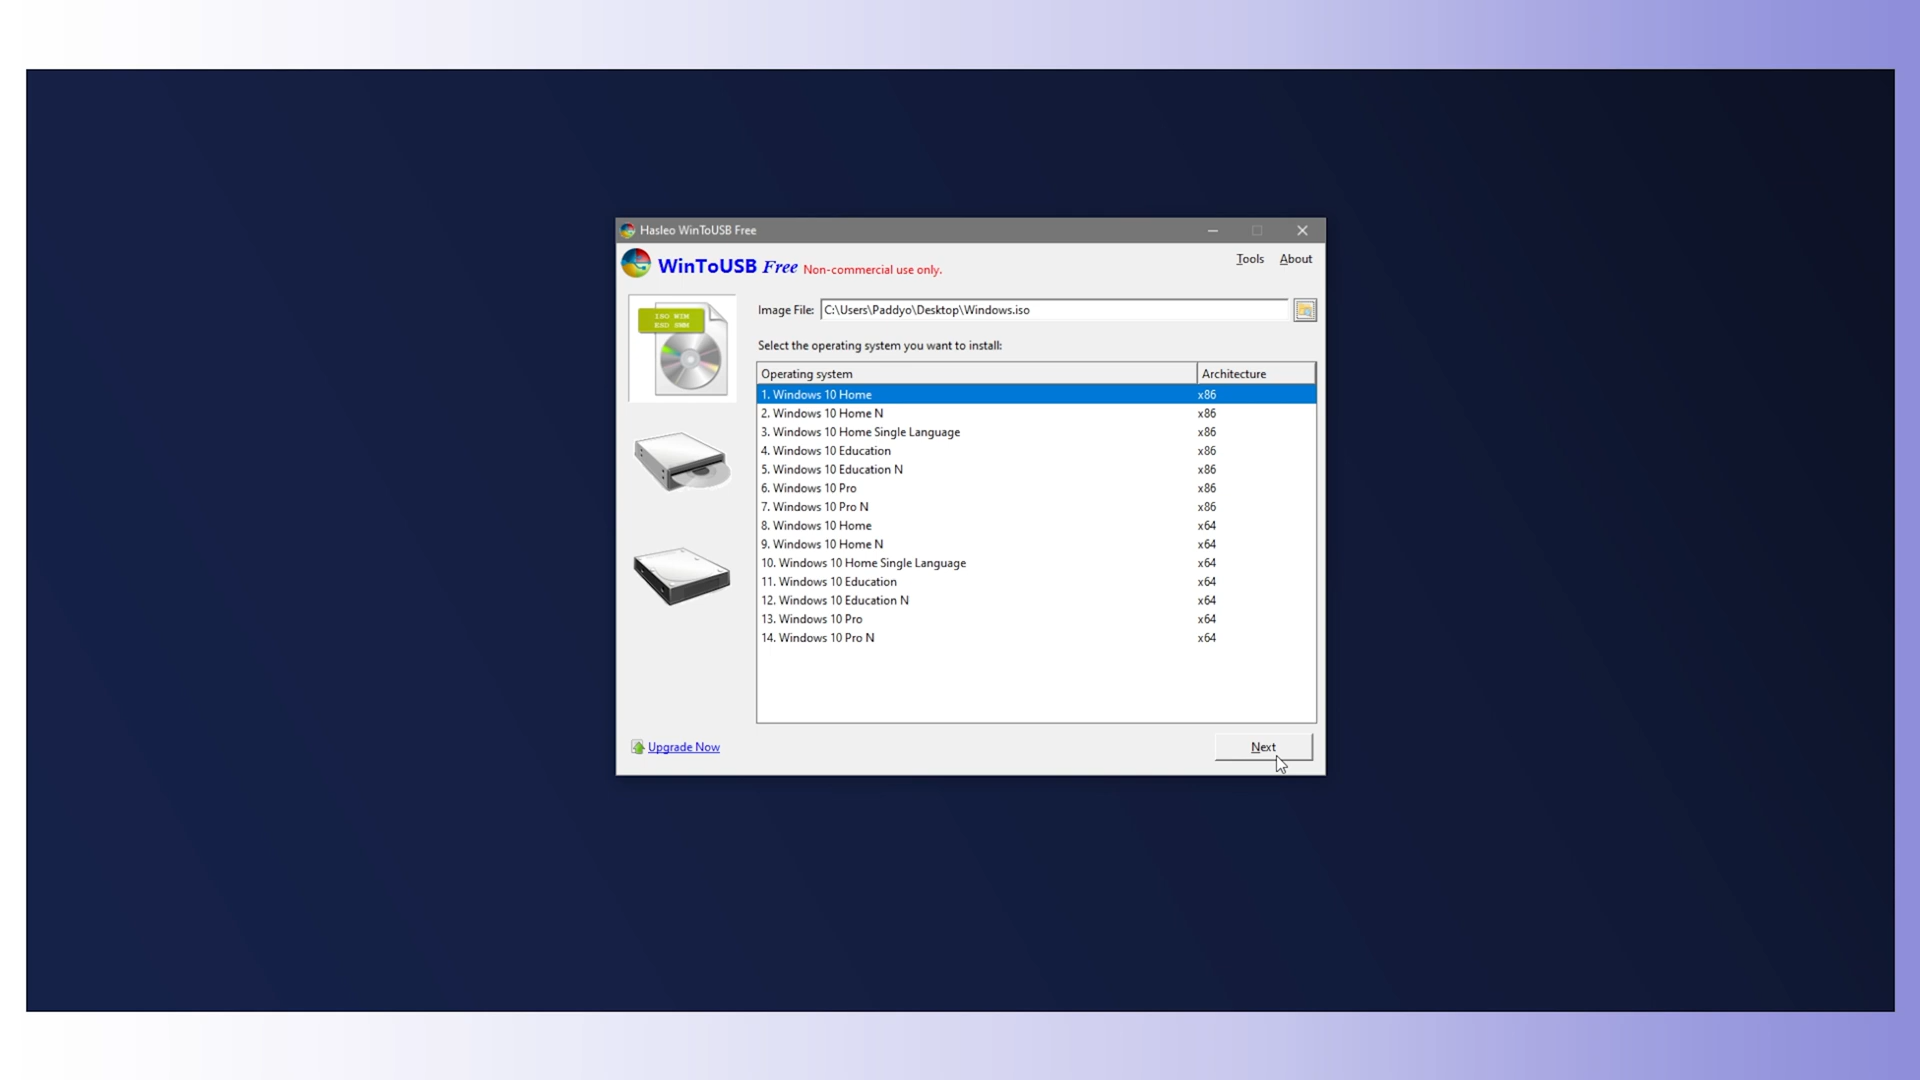 Hasleo WinToUSB Free
WinToUSB Free Non-commercial use only.
Tools About
ISO WIM
ESD SWM
Image File: C:\Users\Paddyo\Desktop\Windows.iso
Select the operating system you want to install:
Operating system Architecture
1. Windows 10 Home x86
2. Windows 10 Home N x86
3. Windows 10 Home Single Language x86
4. Windows 10 Education x86
5. Windows 10 Education N x86
6. Windows 10 Pro x86
7. Windows 10 Pro N x86
8. Windows 10 Home x64
9. Windows 10 Home N x64
10. Windows 10 Home Single Language x64
11. Windows 10 Education x64
12. Windows 10 Education N x64
13. Windows 10 Pro x64
14. Windows 10 Pro N x64
Upgrade Now
Next